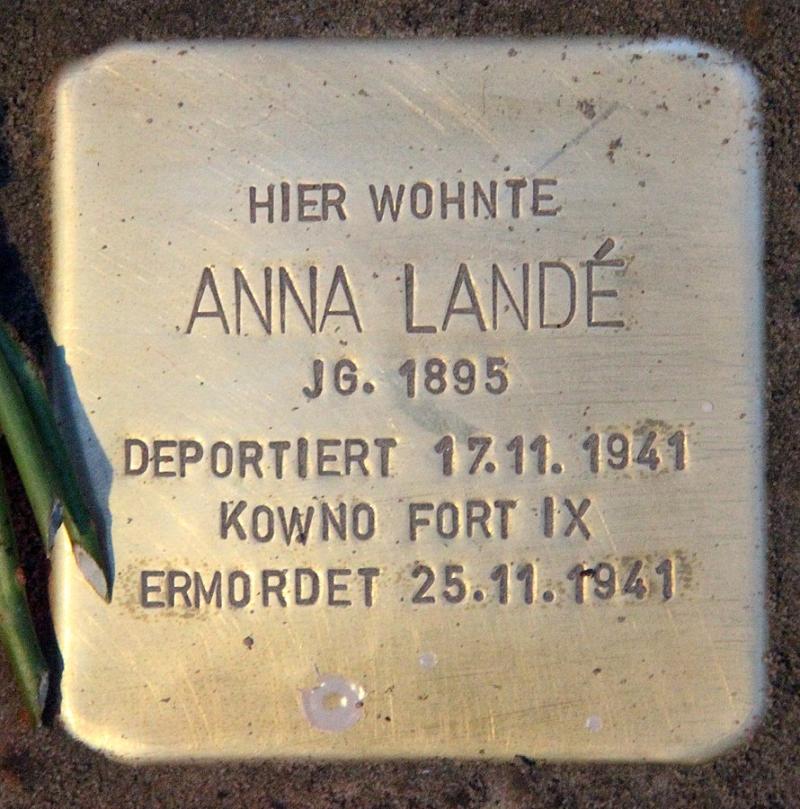 HIER WOHNTE
ANNA LANDÉ
JG. 1895
DEPORTIERT 17.11.1941
KOWNO FORT IX
ERMORDET 25.11.1941